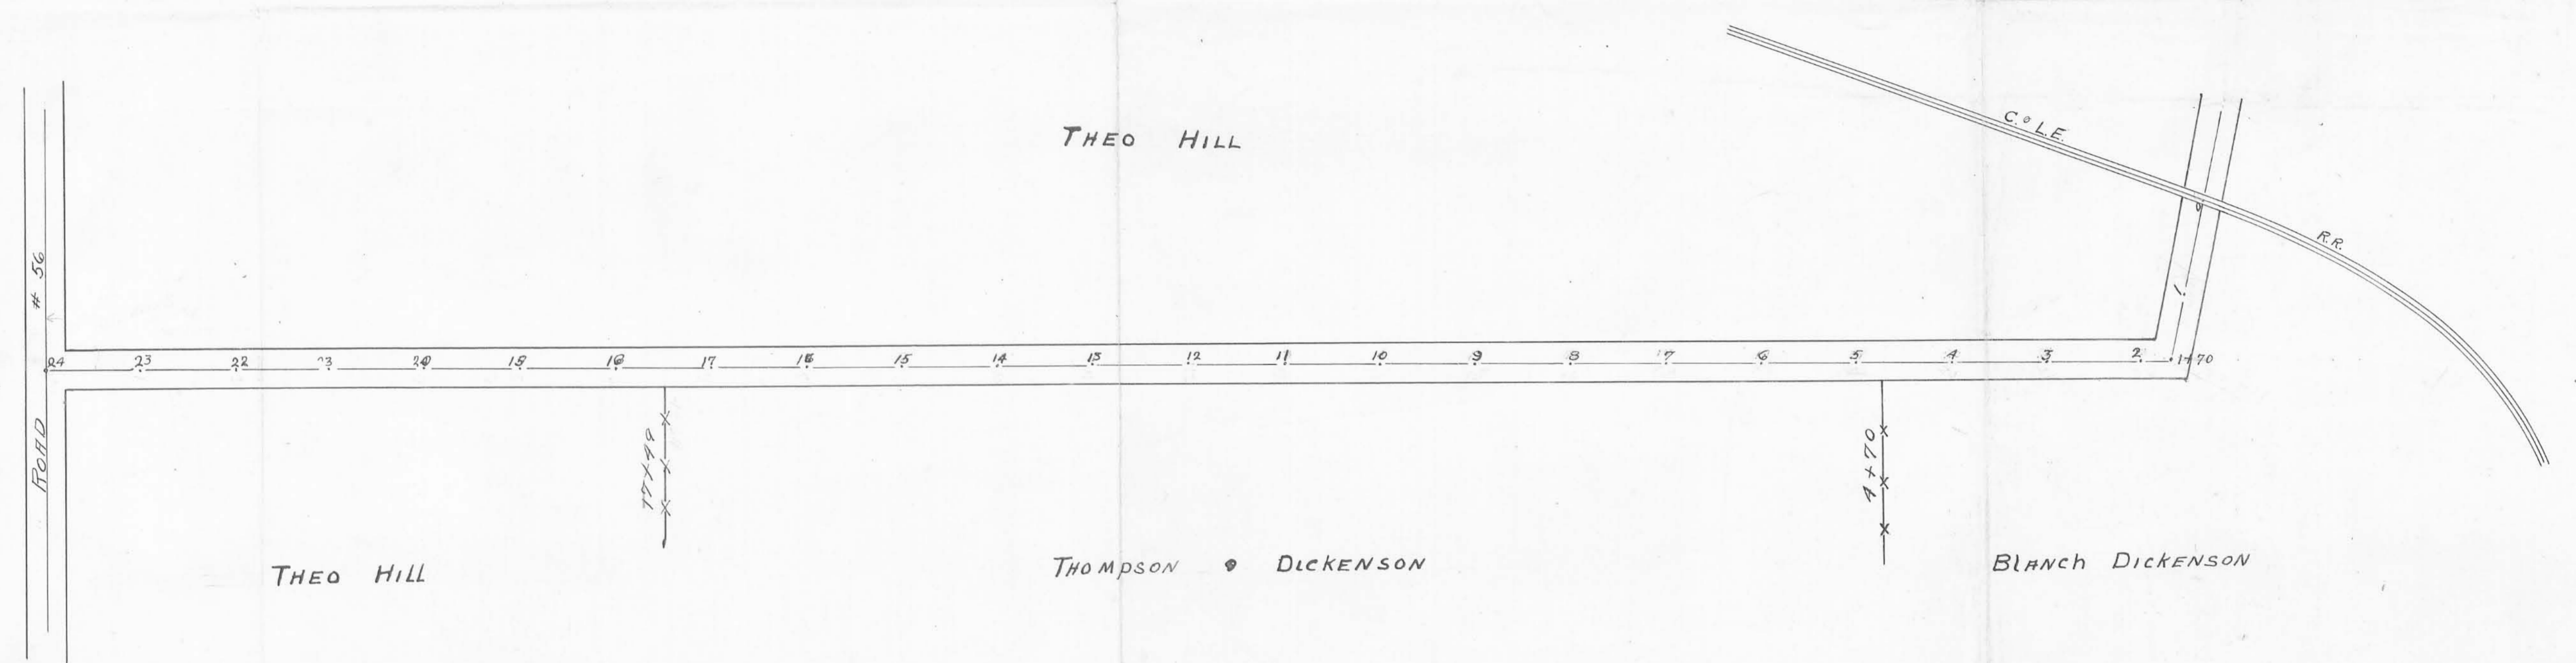 C. & L.E.
THEO HILL
R.R.
# 56
1
24 23 22 23 20 19 16 17 16 15 14 13 12 11 10 9 8 7 6 5 4 3 2 1+70
ROAD
17+49
4+70
THEO HILL
THOMPSON & DICKENSON
BLANCH DICKENSON